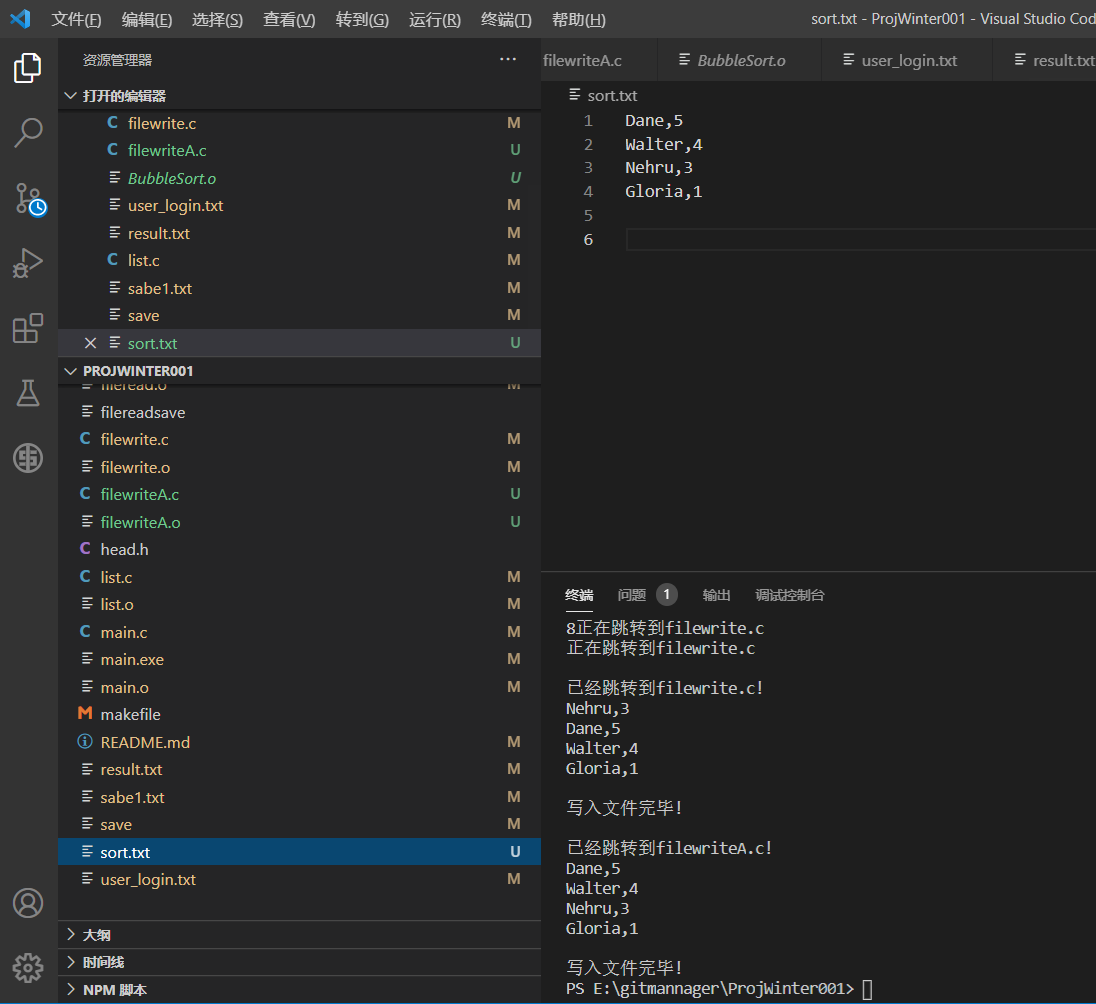 文件(F) 编辑(E) 选择(S) 查看(V) 转到(G) 运行(R) 终端(T) 帮助(H) sort.txt - ProjWinter001 - Visual Studio Cod
资源管理器 ···
打开的编辑器
C filewrite.c M
C filewriteA.c U
BubbleSort.o U
user_login.txt M
result.txt M
C list.c M
sabe1.txt M
save M
sort.txt U
PROJWINTER001
fileread.o M
filereadsave
C filewrite.c M
filewrite.o M
C filewriteA.c U
filewriteA.o U
C head.h
C list.c M
list.o M
C main.c M
main.exe M
main.o M
M makefile
README.md M
result.txt M
sabe1.txt M
save M
sort.txt U
user_login.txt M
大纲
时间线
NPM 脚本
filewriteA.c BubbleSort.o user_login.txt result.txt
sort.txt
1 Dane,5
2 Walter,4
3 Nehru,3
4 Gloria,1
5
6
终端 问题 1 输出 调试控制台
8正在跳转到filewrite.c
正在跳转到filewrite.c
已经跳转到filewrite.c!
Nehru,3
Dane,5
Walter,4
Gloria,1
写入文件完毕!
已经跳转到filewriteA.c!
Dane,5
Walter,4
Nehru,3
Gloria,1
写入文件完毕!
PS E:\gitmannager\ProjWinter001>